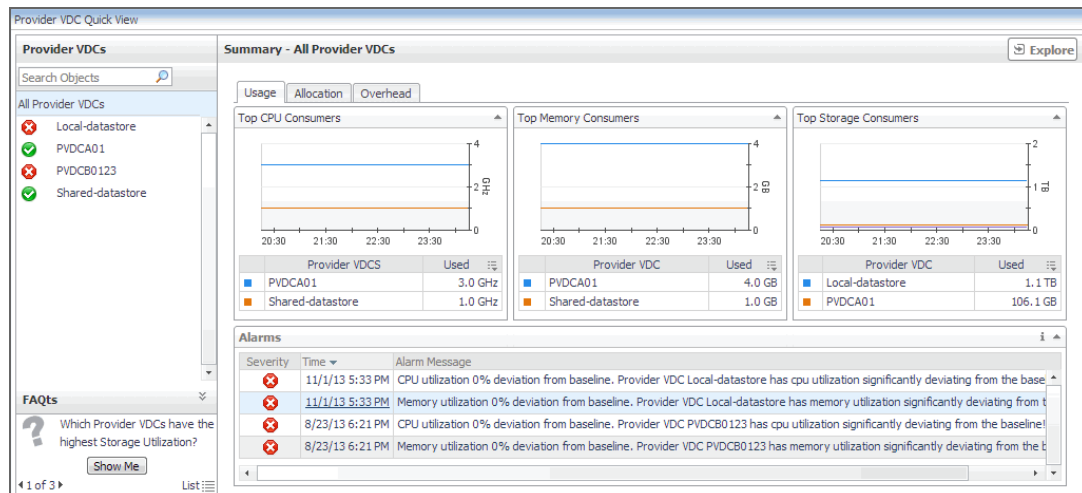 Provider VDC Quick View
Provider VDCs
Search Objects
All Provider VDCs
Local-datastore
PVDCA01
PVDCB0123
Shared-datastore
FAQts
Which Provider VDCs have the
highest Storage Utilization?
Show Me
1 of 3
List
Summary - All Provider VDCs
Explore
Usage Allocation Overhead
Top CPU Consumers
4
2
0
GHz
20:30 21:30 22:30 23:30
Provider VDCS Used
PVDCA01 3.0 GHz
Shared-datastore 1.0 GHz
Top Memory Consumers
4
2
0
GB
20:30 21:30 22:30 23:30
Provider VDC Used
PVDCA01 4.0 GB
Shared-datastore 1.0 GB
Top Storage Consumers
2
1
0
TB
20:30 21:30 22:30 23:30
Provider VDC Used
Local-datastore 1.1 TB
PVDCA01 106.1 GB
Alarms
i
Severity Time Alarm Message
11/1/13 5:33 PM CPU utilization 0% deviation from baseline. Provider VDC Local-datastore has cpu utilization significantly deviating from the base
11/1/13 5:33 PM Memory utilization 0% deviation from baseline. Provider VDC Local-datastore has memory utilization significantly deviating from t
8/23/13 6:21 PM CPU utilization 0% deviation from baseline. Provider VDC PVDCB0123 has cpu utilization significantly deviating from the baseline!
8/23/13 6:21 PM Memory utilization 0% deviation from baseline. Provider VDC PVDCB0123 has memory utilization significantly deviating from the b